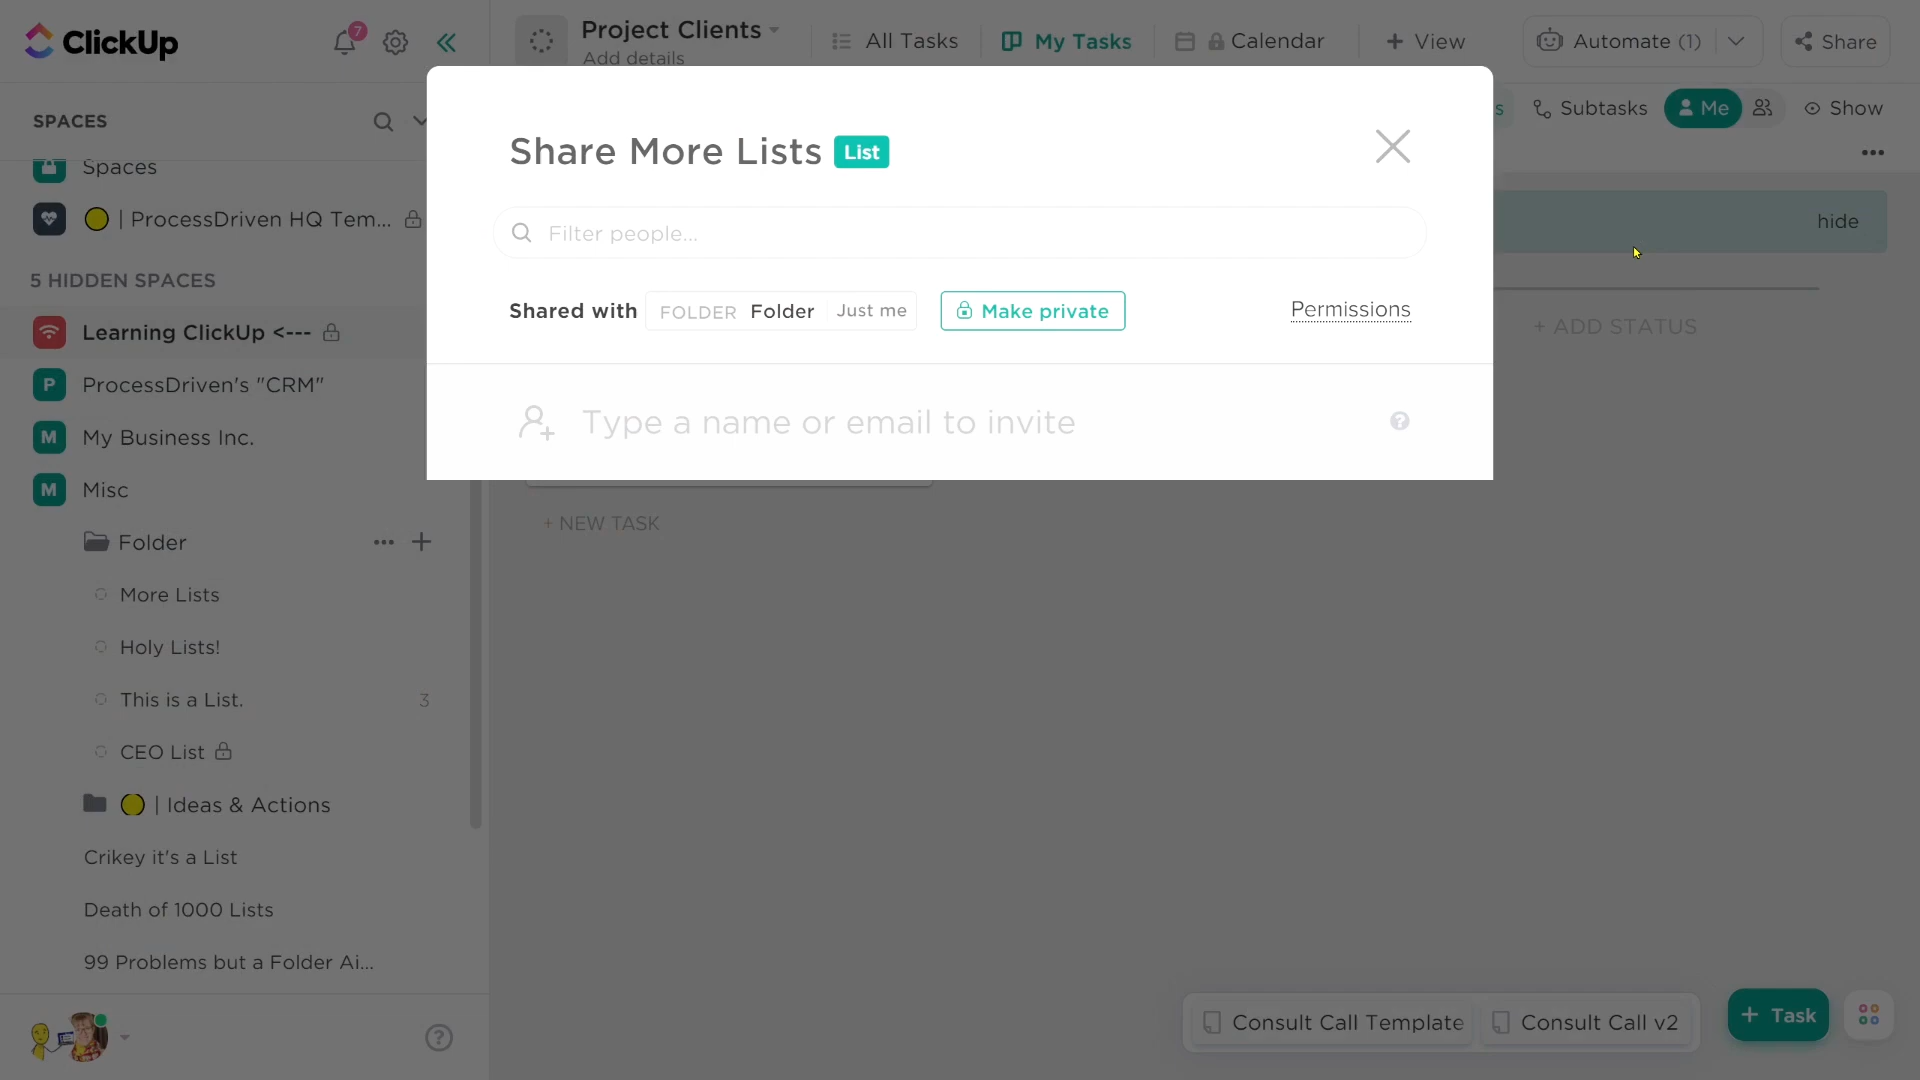 ClickUp
7
Project Clients
Add details
All Tasks
My Tasks
Calendar
+ View
Automate (1)
Share
SPACES
s
Subtasks
Me
Show
Spaces
| ProcessDriven HQ Tem...
5 HIDDEN SPACES
Learning ClickUp <---
P ProcessDriven's "CRM"
M My Business Inc.
M Misc
Folder
More Lists
Holy Lists!
This is a List. 3
CEO List
| Ideas & Actions
Crikey it's a List
Death of 1000 Lists
99 Problems but a Folder Ai...
Share More Lists List
Filter people...
Shared with FOLDER Folder Just me Make private Permissions
Type a name or email to invite ?
hide
+ ADD STATUS
+ NEW TASK
Consult Call Template
Consult Call v2
+ Task
?